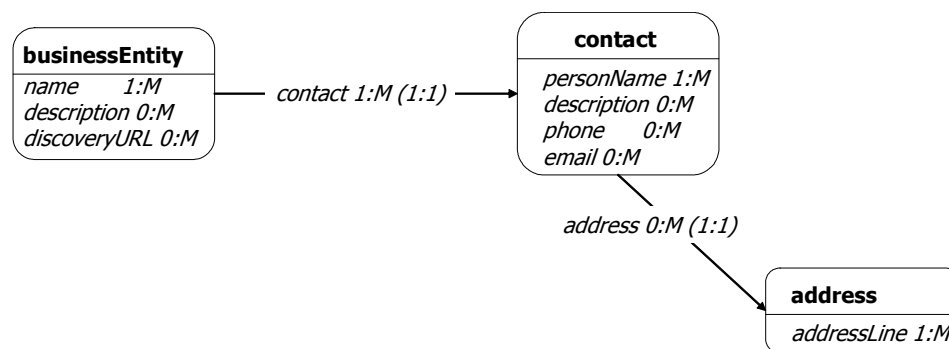 businessEntity
name 1:M
description 0:M
discoveryURL 0:M
contact 1:M (1:1)
contact
personName 1:M
description 0:M
phone 0:M
email 0:M
address 0:M (1:1)
address
addressLine 1:M